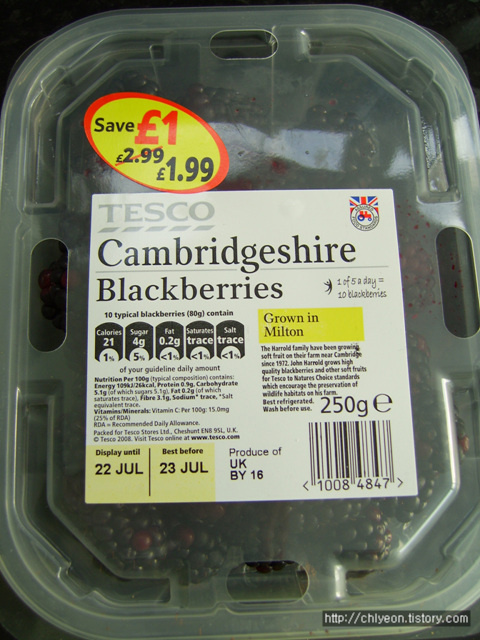 Save £1
£2.99
£1.99
TESCO
Cambridgeshire
Blackberries
1 of 5 a day =
10 blackberries
10 typical blackberries (80g) contain
Calories 21 1%
Sugar 4g 5%
Fat 0.2g <1%
Saturates trace <1%
Salt trace <1%
of your guideline daily amount
Nutrition Per 100g (typical composition) contains:
Energy 109kJ/26kcal, Protein 0.9g, Carbohydrate
5.1g (of which sugars 5.1g), Fat 0.2g (of which
saturates trace), Fibre 3.1g, Sodium* trace, *Salt
equivalent trace.
Vitamins/Minerals: Vitamin C: Per 100g: 15.0mg
(25% of RDA)
RDA = Recommended Daily Allowance.
Packed for Tesco Stores Ltd., Cheshunt EN8 9SL, U.K.
© Tesco 2008. Visit Tesco online at www.tesco.com
Grown in
Milton
The Harrold family have been growing
soft fruit on their farm near Cambridge
since 1972. John Harrold grows high
quality blackberries and other soft fruits
for Tesco to Natures Choice standards
which encourage the preservation of
wildlife habitats on his farm.
Best refrigerated.
Wash before use.
250g ℮
Display until
22 JUL
Best before
23 JUL
Produce of
UK
BY 16
<10084847>
http://chlyeon.tistory.com